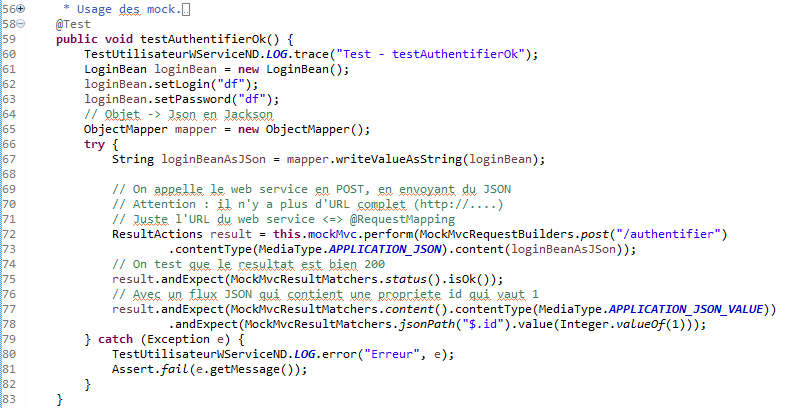 56     * Usage des mock.
58    @Test
59    public void testAuthentifierOk() {
60        TestUtilisateurWServiceND.LOG.trace("Test - testAuthentifierOk");
61        LoginBean loginBean = new LoginBean();
62        loginBean.setLogin("df");
63        loginBean.setPassword("df");
64        // Objet -> Json en Jackson
65        ObjectMapper mapper = new ObjectMapper();
66        try {
67            String loginBeanAsJSon = mapper.writeValueAsString(loginBean);
68
69            // On appelle le web service en POST, en envoyant du JSON
70            // Attention : il n'y a plus d'URL complet (http://....)
71            // Juste l'URL du web service <=> @RequestMapping
72            ResultActions result = this.mockMvc.perform(MockMvcRequestBuilders.post("/authentifier")
73                    .contentType(MediaType.APPLICATION_JSON).content(loginBeanAsJSon));
74            // On test que le resultat est bien 200
75            result.andExpect(MockMvcResultMatchers.status().isOk());
76            // Avec un flux JSON qui contient une propriete id qui vaut 1
77            result.andExpect(MockMvcResultMatchers.content().contentType(MediaType.APPLICATION_JSON_VALUE))
78                    .andExpect(MockMvcResultMatchers.jsonPath("$.id").value(Integer.valueOf(1)));
79        } catch (Exception e) {
80            TestUtilisateurWServiceND.LOG.error("Erreur", e);
81            Assert.fail(e.getMessage());
82        }
83    }